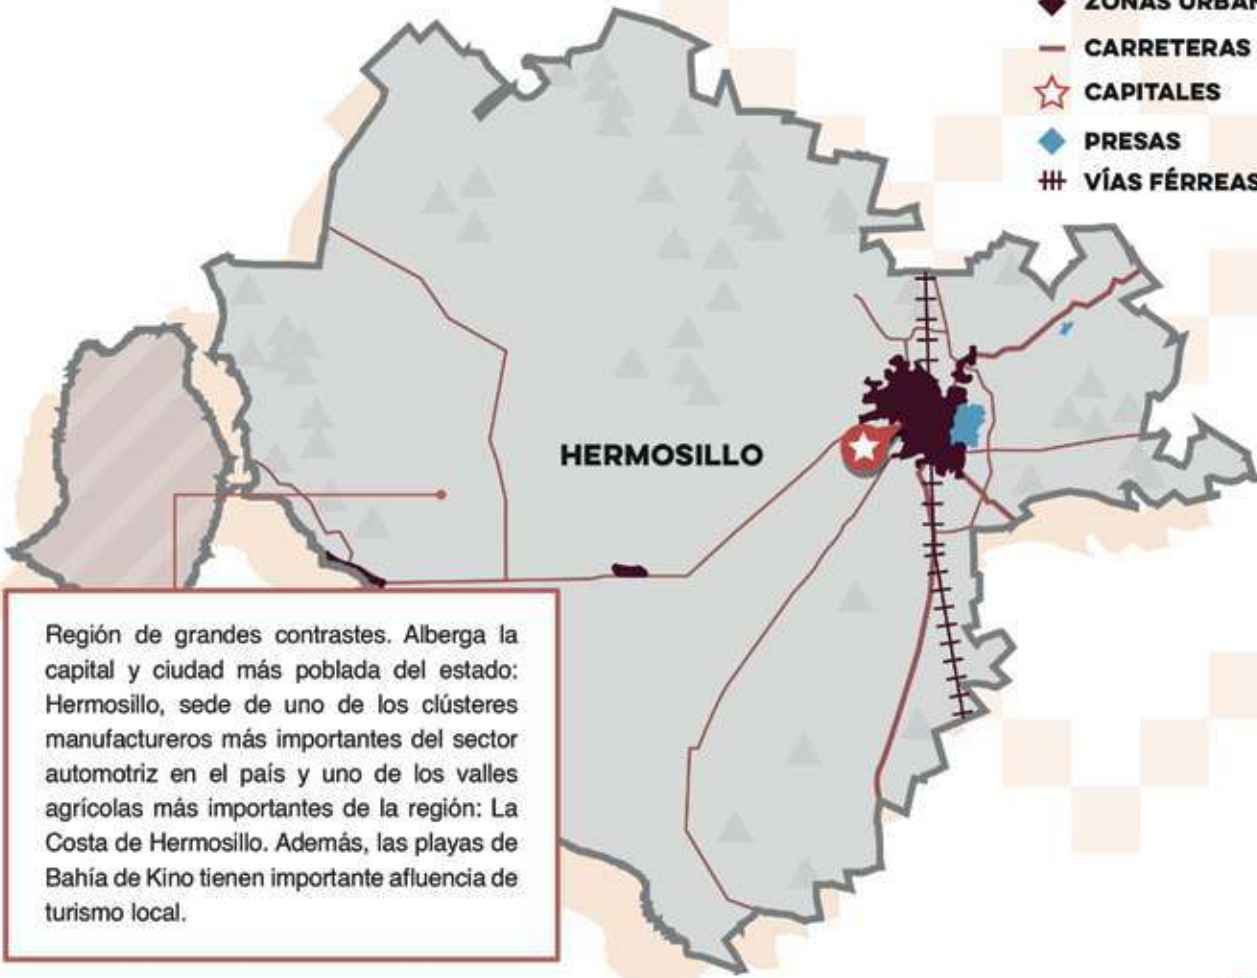 ZONAS
CARRETERAS
CAPITALES
PRESAS
VÍAS FÉRREAS
HERMOSILLO
Región de grandes contrastes. Alberga la
capital y ciudad más poblada del estado:
Hermosillo, sede de uno de los clústeres
manufactureros más importantes del sector
automotriz en el país y uno de los valles
agrícolas más importantes de la región: La
Costa de Hermosillo. Además, las playas de
Bahía de Kino tienen importante afluencia de
turismo local.